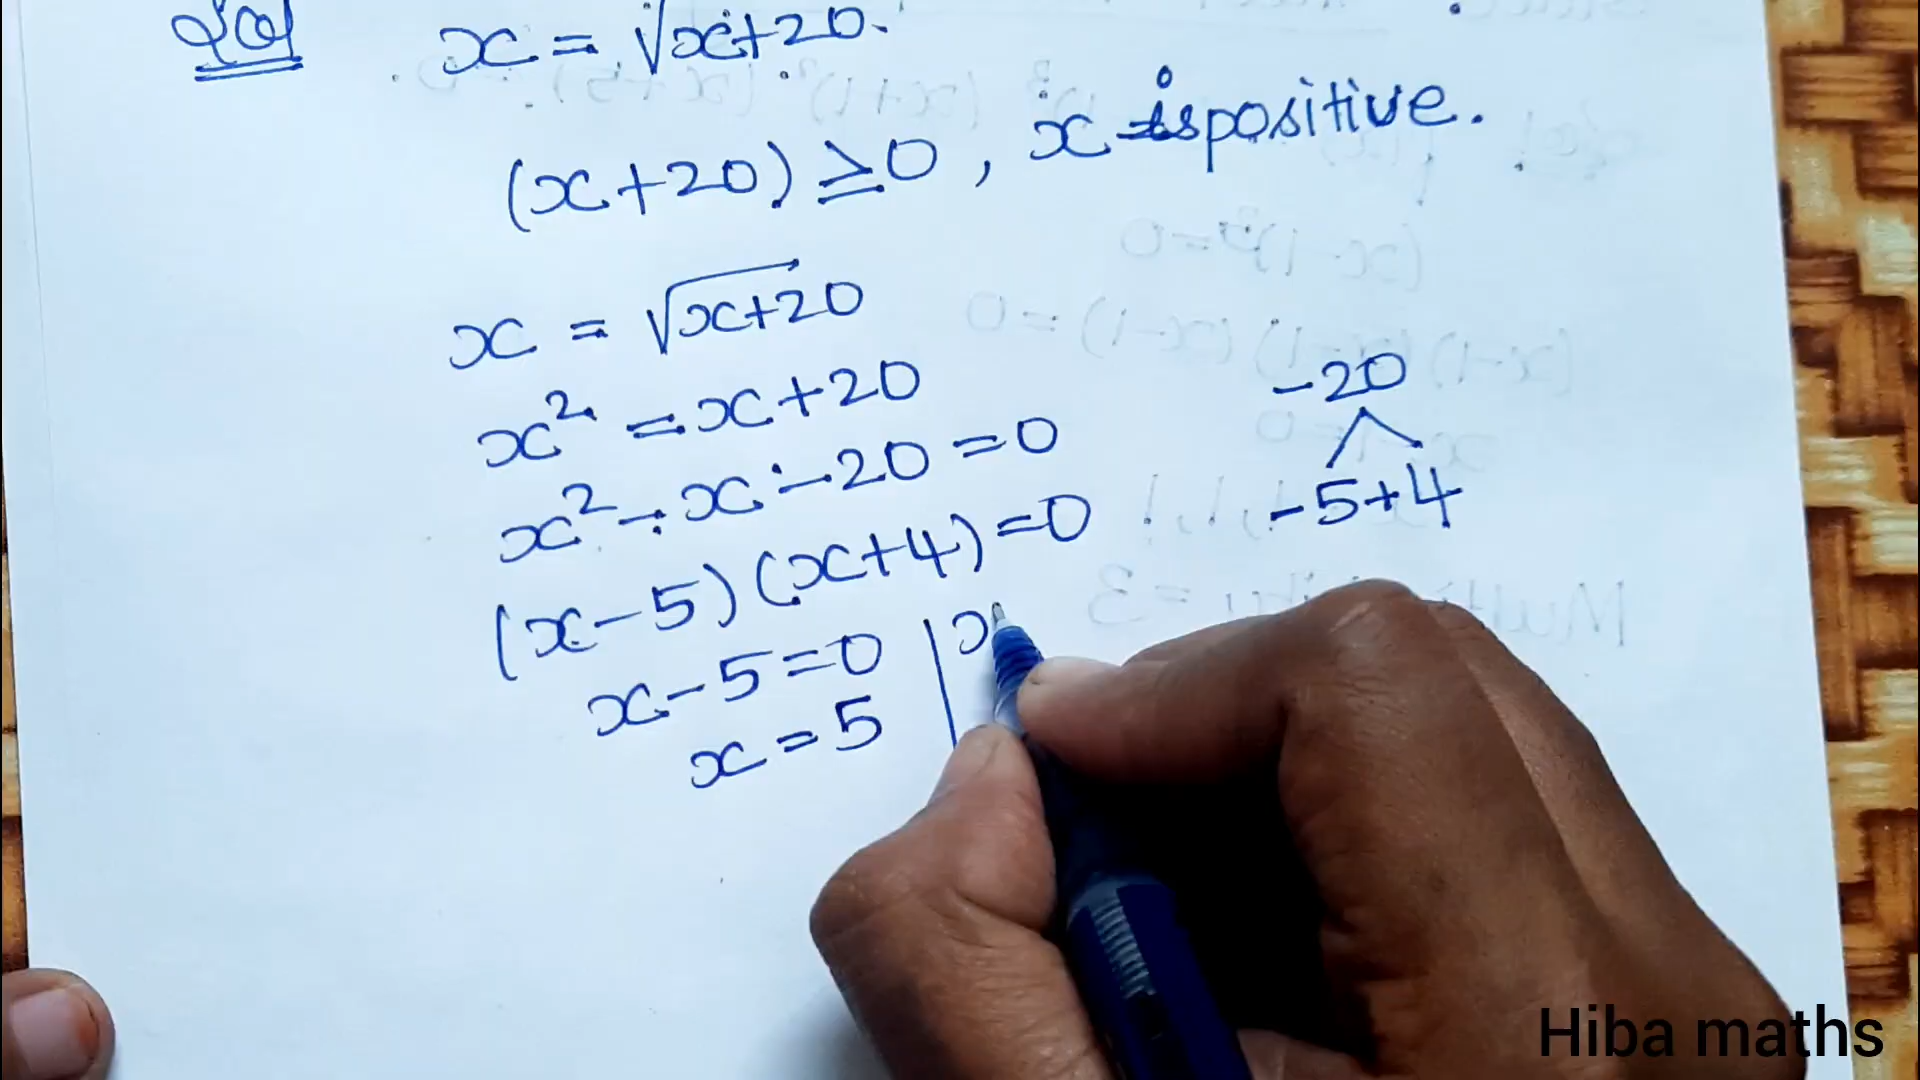 Sol x = √x+20.
(x+20) ≥ 0, x is positive.
x = √x+20
x² = x+20
x² - x - 20 = 0
(x-5)(x+4) = 0
x-5=0 | x
x = 5
-20
-5+4
Hiba maths